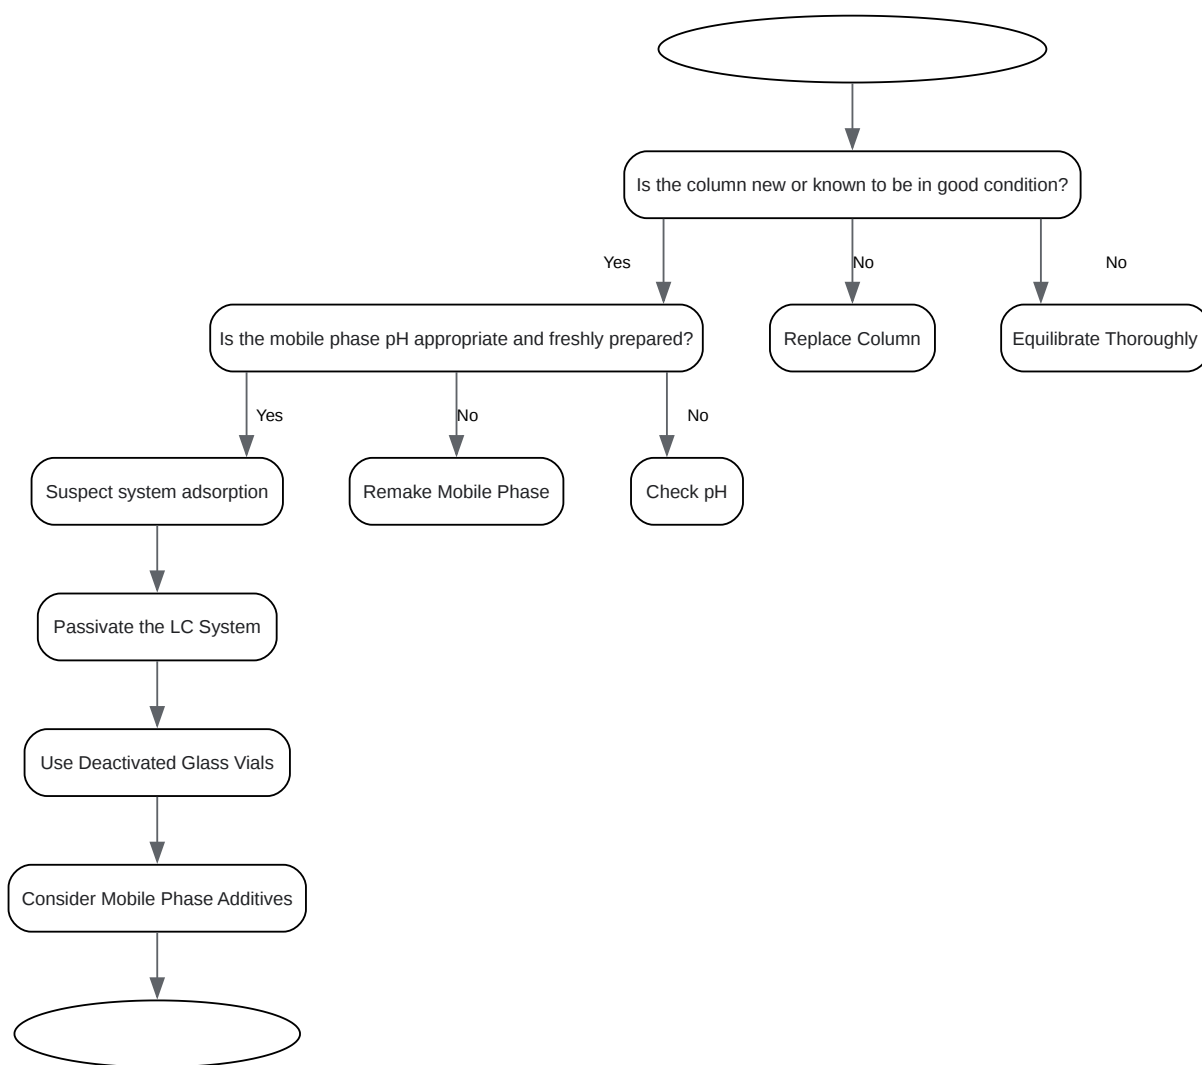 Is the column new or known to be in good condition?
Yes
No
No
Is the mobile phase pH appropriate and freshly prepared?
Replace Column
Equilibrate Thoroughly
Yes
No
No
Suspect system adsorption
Remake Mobile Phase
Check pH
Passivate the LC System
Use Deactivated Glass Vials
Consider Mobile Phase Additives